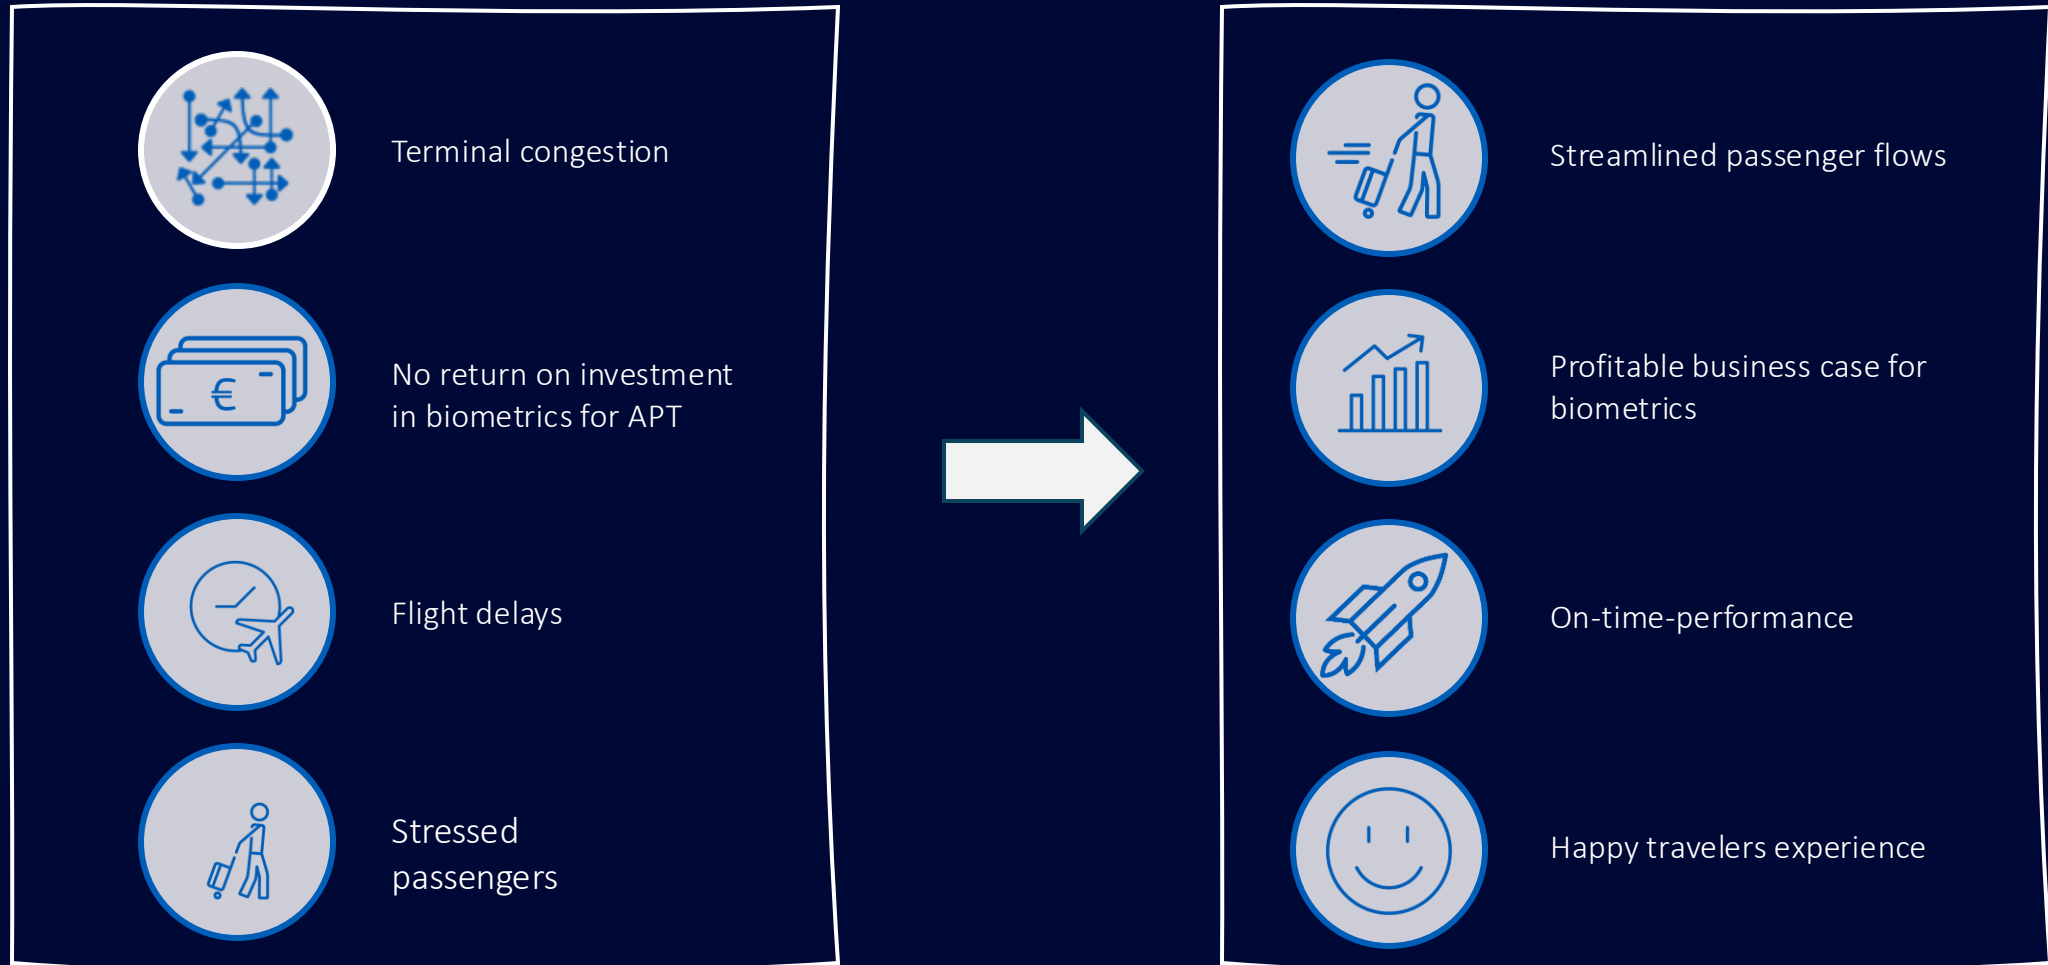 Terminal congestion
No return on investment
in biometrics for APT
€
Flight delays
Stressed
passengers
Streamlined passenger flows
Profitable business case for
biometrics
On-time-performance
Happy travelers experience